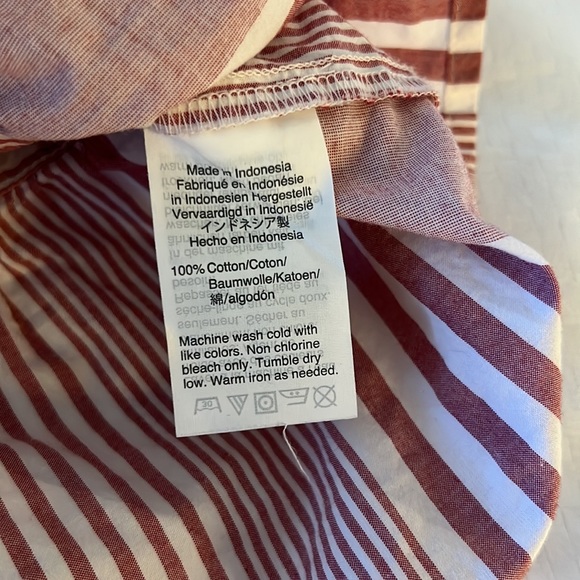 Made in Indonesia
Fabriqué en Indonésie
in Indonesien Hergestellt
Vervaardigd in Indonesië
インドネシア製
Hecho en Indonesia
100% Cotton/Coton/
Baumwolle/Katoen/
綿/algodón
Machine wash cold with
like colors. Non chlorine
bleach only. Tumble dry
low. Warm iron as needed.
30